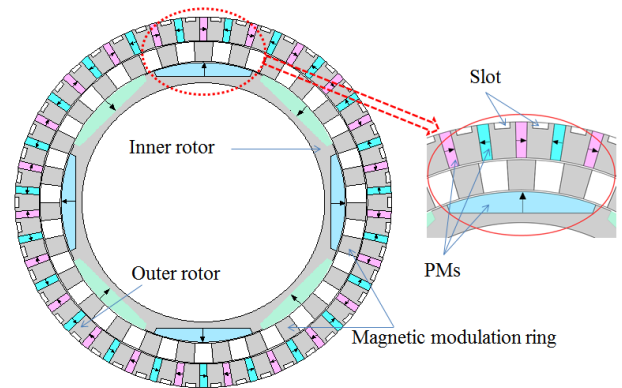 Slot
Inner rotor
PMs
Outer rotor
Magnetic modulation ring